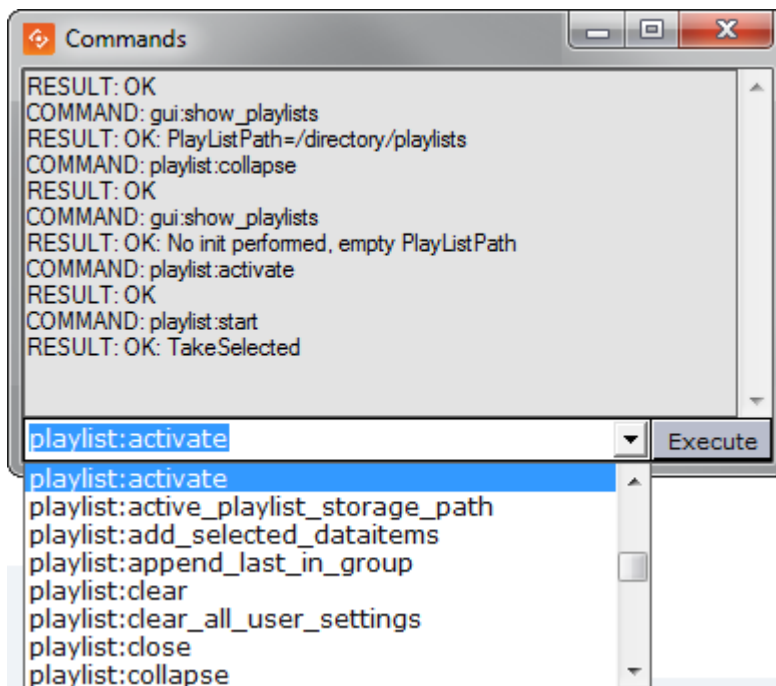 Commands
RESULT: OK
COMMAND: gui:show_playlists
RESULT: OK: PlayListPath=/directory/playlists
COMMAND: playlist:collapse
RESULT: OK
COMMAND: gui:show_playlists
RESULT: OK: No init performed, empty PlayListPath
COMMAND: playlist:activate
RESULT: OK
COMMAND: playlist:start
RESULT: OK: TakeSelected
playlist:activate
Execute
playlist:activate
playlist:active_playlist_storage_path
playlist:add_selected_dataitems
playlist:append_last_in_group
playlist:clear
playlist:clear_all_user_settings
playlist:close
playlist:collapse